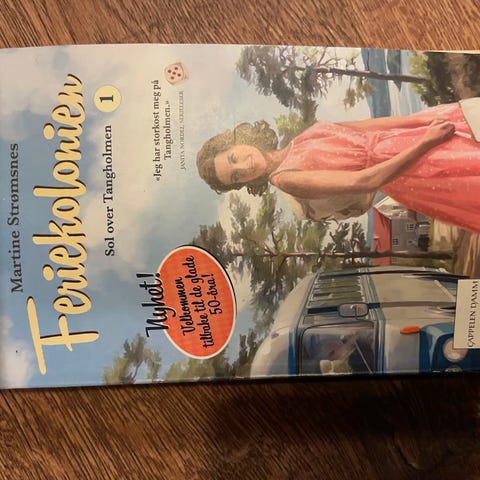 Martine Strømsnes
Feriekolonien
Sol over Tangholmen 1
«Jeg har storkost meg på
Tangholmen..»
Nyhet!
Velkommen
tilbake til de glade
50-åra!
CAPPELEN DAMM